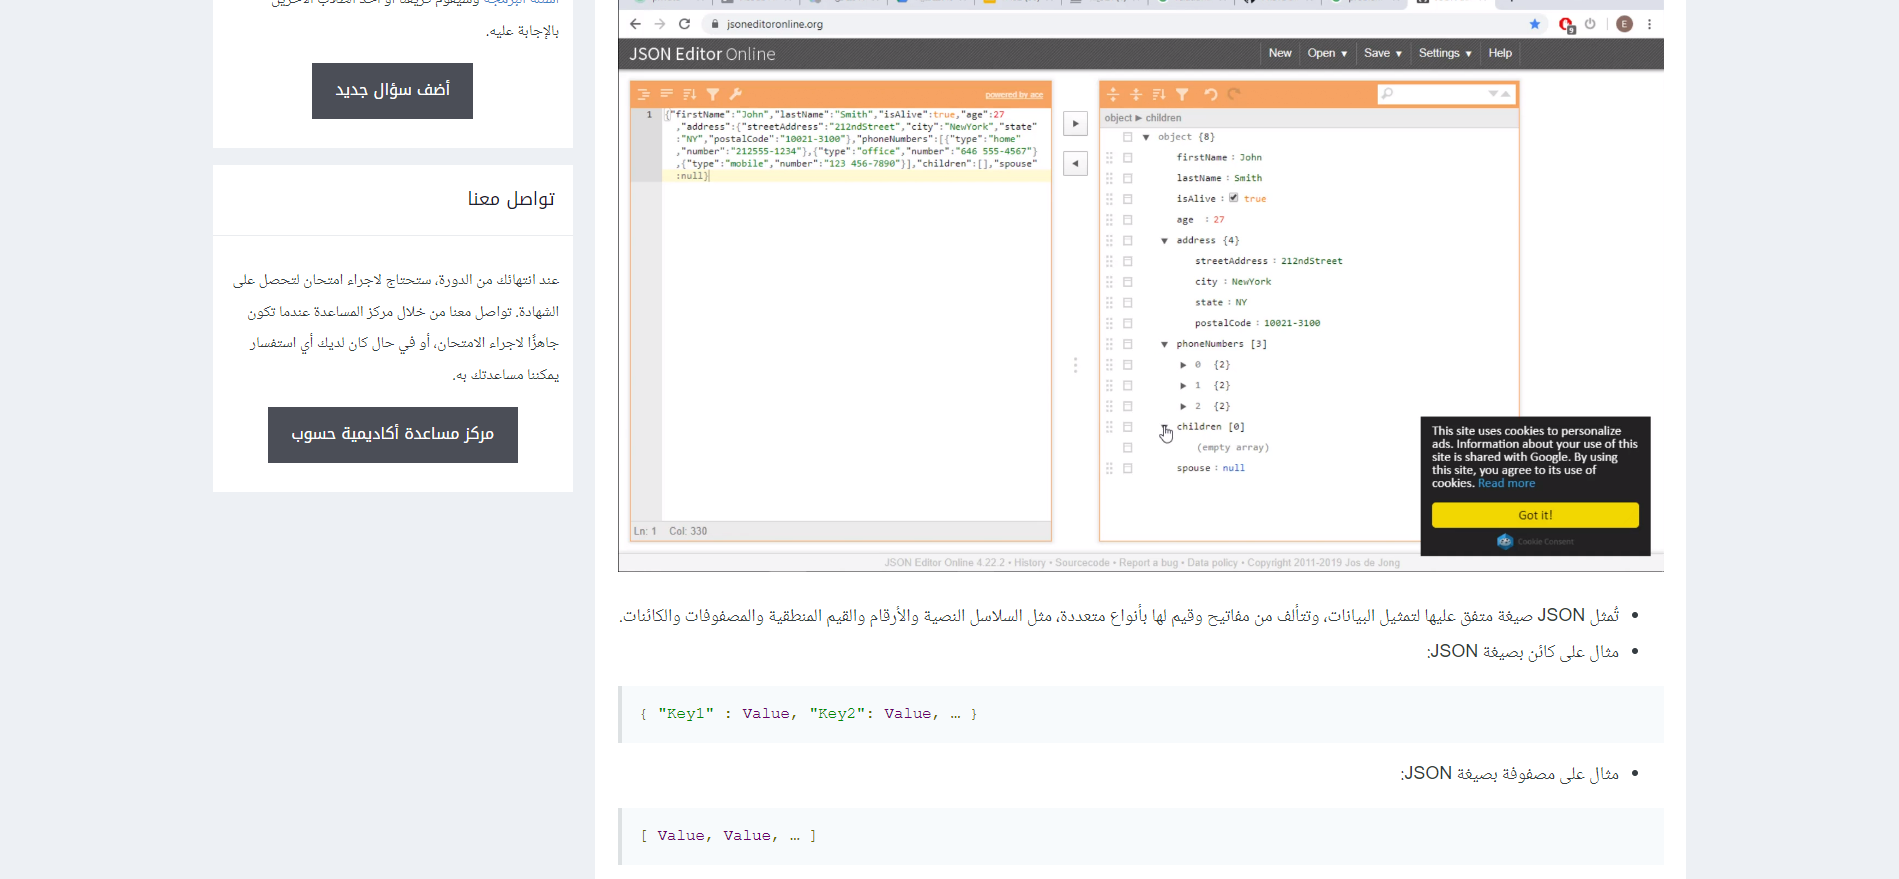 أسئلة البرمجة وسيقوم فريقنا أو أحد الطلاب الآخرين
بالإجابة عليه.
أضف سؤال جديد
تواصل معنا
عند انتهائك من الدورة، ستحتاج لاجراء امتحان لتحصل على
الشهادة. تواصل معنا من خلال مركز المساعدة عندما تكون
جاهزًا لاجراء الامتحان، أو في حال كان لديك أي استفسار
يمكننا مساعدتك به.
مركز مساعدة أكاديمية حسوب
jsoneditoronline.org
E
JSON Editor Online
New Open Save Settings Help
powered by ace
1 {"firstName":"John","lastName":"Smith","isAlive":true,"age":27
,"address":{"streetAddress":"212ndStreet","city":"NewYork","state"
:"NY","postalCode":"10021-3100"},"phoneNumbers":[{"type":"home"
,"number":"212555-1234"},{"type":"office","number":"646 555-4567"}
,{"type":"mobile","number":"123 456-7890"}],"children":[],"spouse"
:null}
Ln: 1 Col: 330
object ► children
object {8}
firstName : John
lastName : Smith
isAlive : true
age : 27
address {4}
streetAddress : 212ndStreet
city : NewYork
state : NY
postalCode : 10021-3100
phoneNumbers [3]
0 {2}
1 {2}
2 {2}
children [0]
(empty array)
spouse : null
This site uses cookies to personalize
ads. Information about your use of this
site is shared with Google. By using
this site, you agree to its use of
cookies. Read more
Got it!
Cookie Consent
JSON Editor Online 4.22.2 • History • Sourcecode • Report a bug • Data policy • Copyright 2011-2019 Jos de Jong
• تُمثل JSON صيغة متفق عليها لتمثيل البيانات، وتتألف من مفاتيح وقيم لها بأنواع متعددة، مثل السلاسل النصية والأرقام والقيم المنطقية والمصفوفات والكائنات.
• مثال على كائن بصيغة JSON:
{ "Key1" : Value, "Key2": Value, … }
• مثال على مصفوفة بصيغة JSON:
[ Value, Value, … ]